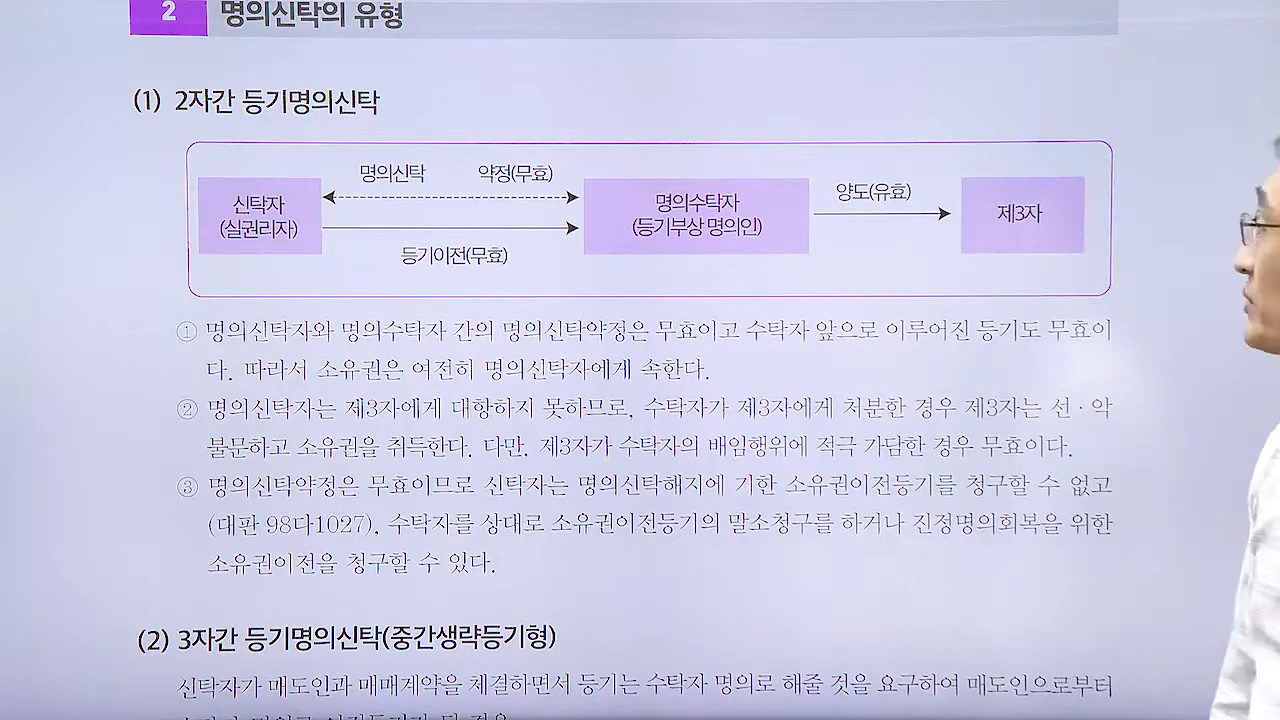 2 명의신탁의 유형
(1) 2자간 등기명의신탁
명의신탁 약정(무효)
신탁자
(실권리자)
등기이전(무효)
명의수탁자
(등기부상 명의인)
양도(유효)
제3자
① 명의신탁자와 명의수탁자 간의 명의신탁약정은 무효이고 수탁자 앞으로 이루어진 등기도 무효이
다. 따라서 소유권은 여전히 명의신탁자에게 속한다.
② 명의신탁자는 제3자에게 대항하지 못하므로, 수탁자가 제3자에게 처분한 경우 제3자는 선·악
불문하고 소유권을 취득한다. 다만, 제3자가 수탁자의 배임행위에 적극 가담한 경우 무효이다.
③ 명의신탁약정은 무효이므로 신탁자는 명의신탁해지에 기한 소유권이전등기를 청구할 수 없고
(대판 98다1027), 수탁자를 상대로 소유권이전등기의 말소청구를 하거나 진정명의회복을 위한
소유권이전을 청구할 수 있다.
(2) 3자간 등기명의신탁(중간생략등기형)
신탁자가 매도인과 매매계약을 체결하면서 등기는 수탁자 명의로 해줄 것을 요구하여 매도인으로부터